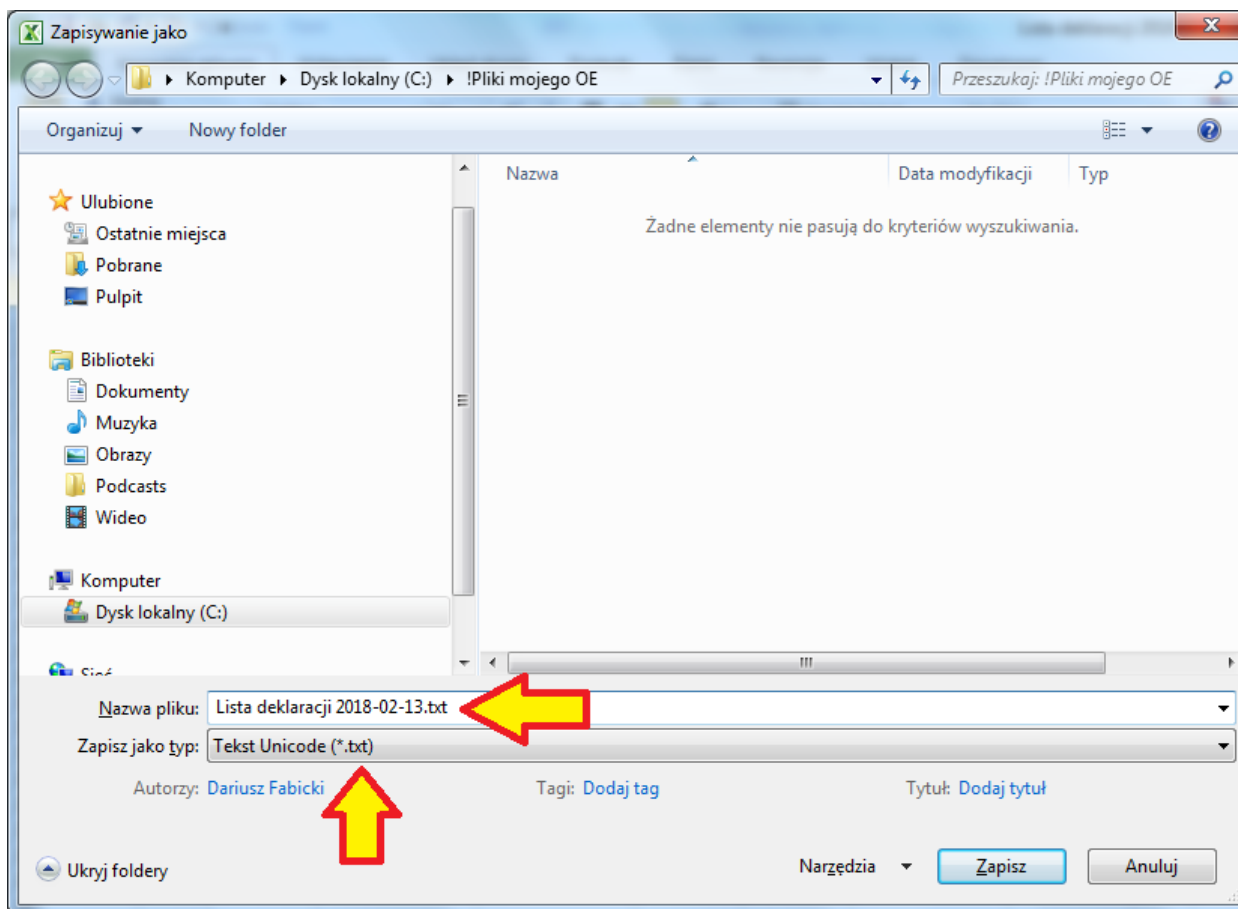 Zapisywanie jako
Komputer Dysk lokalny (C:) !Pliki mojego OE Przeszukaj: !Pliki mojego OE
Organizuj Nowy folder
Nazwa Data modyfikacji Typ
Żadne elementy nie pasują do kryteriów wyszukiwania.
Ulubione
Ostatnie miejsca
Pobrane
Pulpit
Biblioteki
Dokumenty
Muzyka
Obrazy
Podcasts
Wideo
Komputer
Dysk lokalny (C:)
Nazwa pliku: Lista deklaracji 2018-02-13.txt
Zapisz jako typ: Tekst Unicode (*.txt)
Autorzy: Dariusz Fabicki Tagi: Dodaj tag Tytuł: Dodaj tytuł
Ukryj foldery Narzędzia Zapisz Anuluj